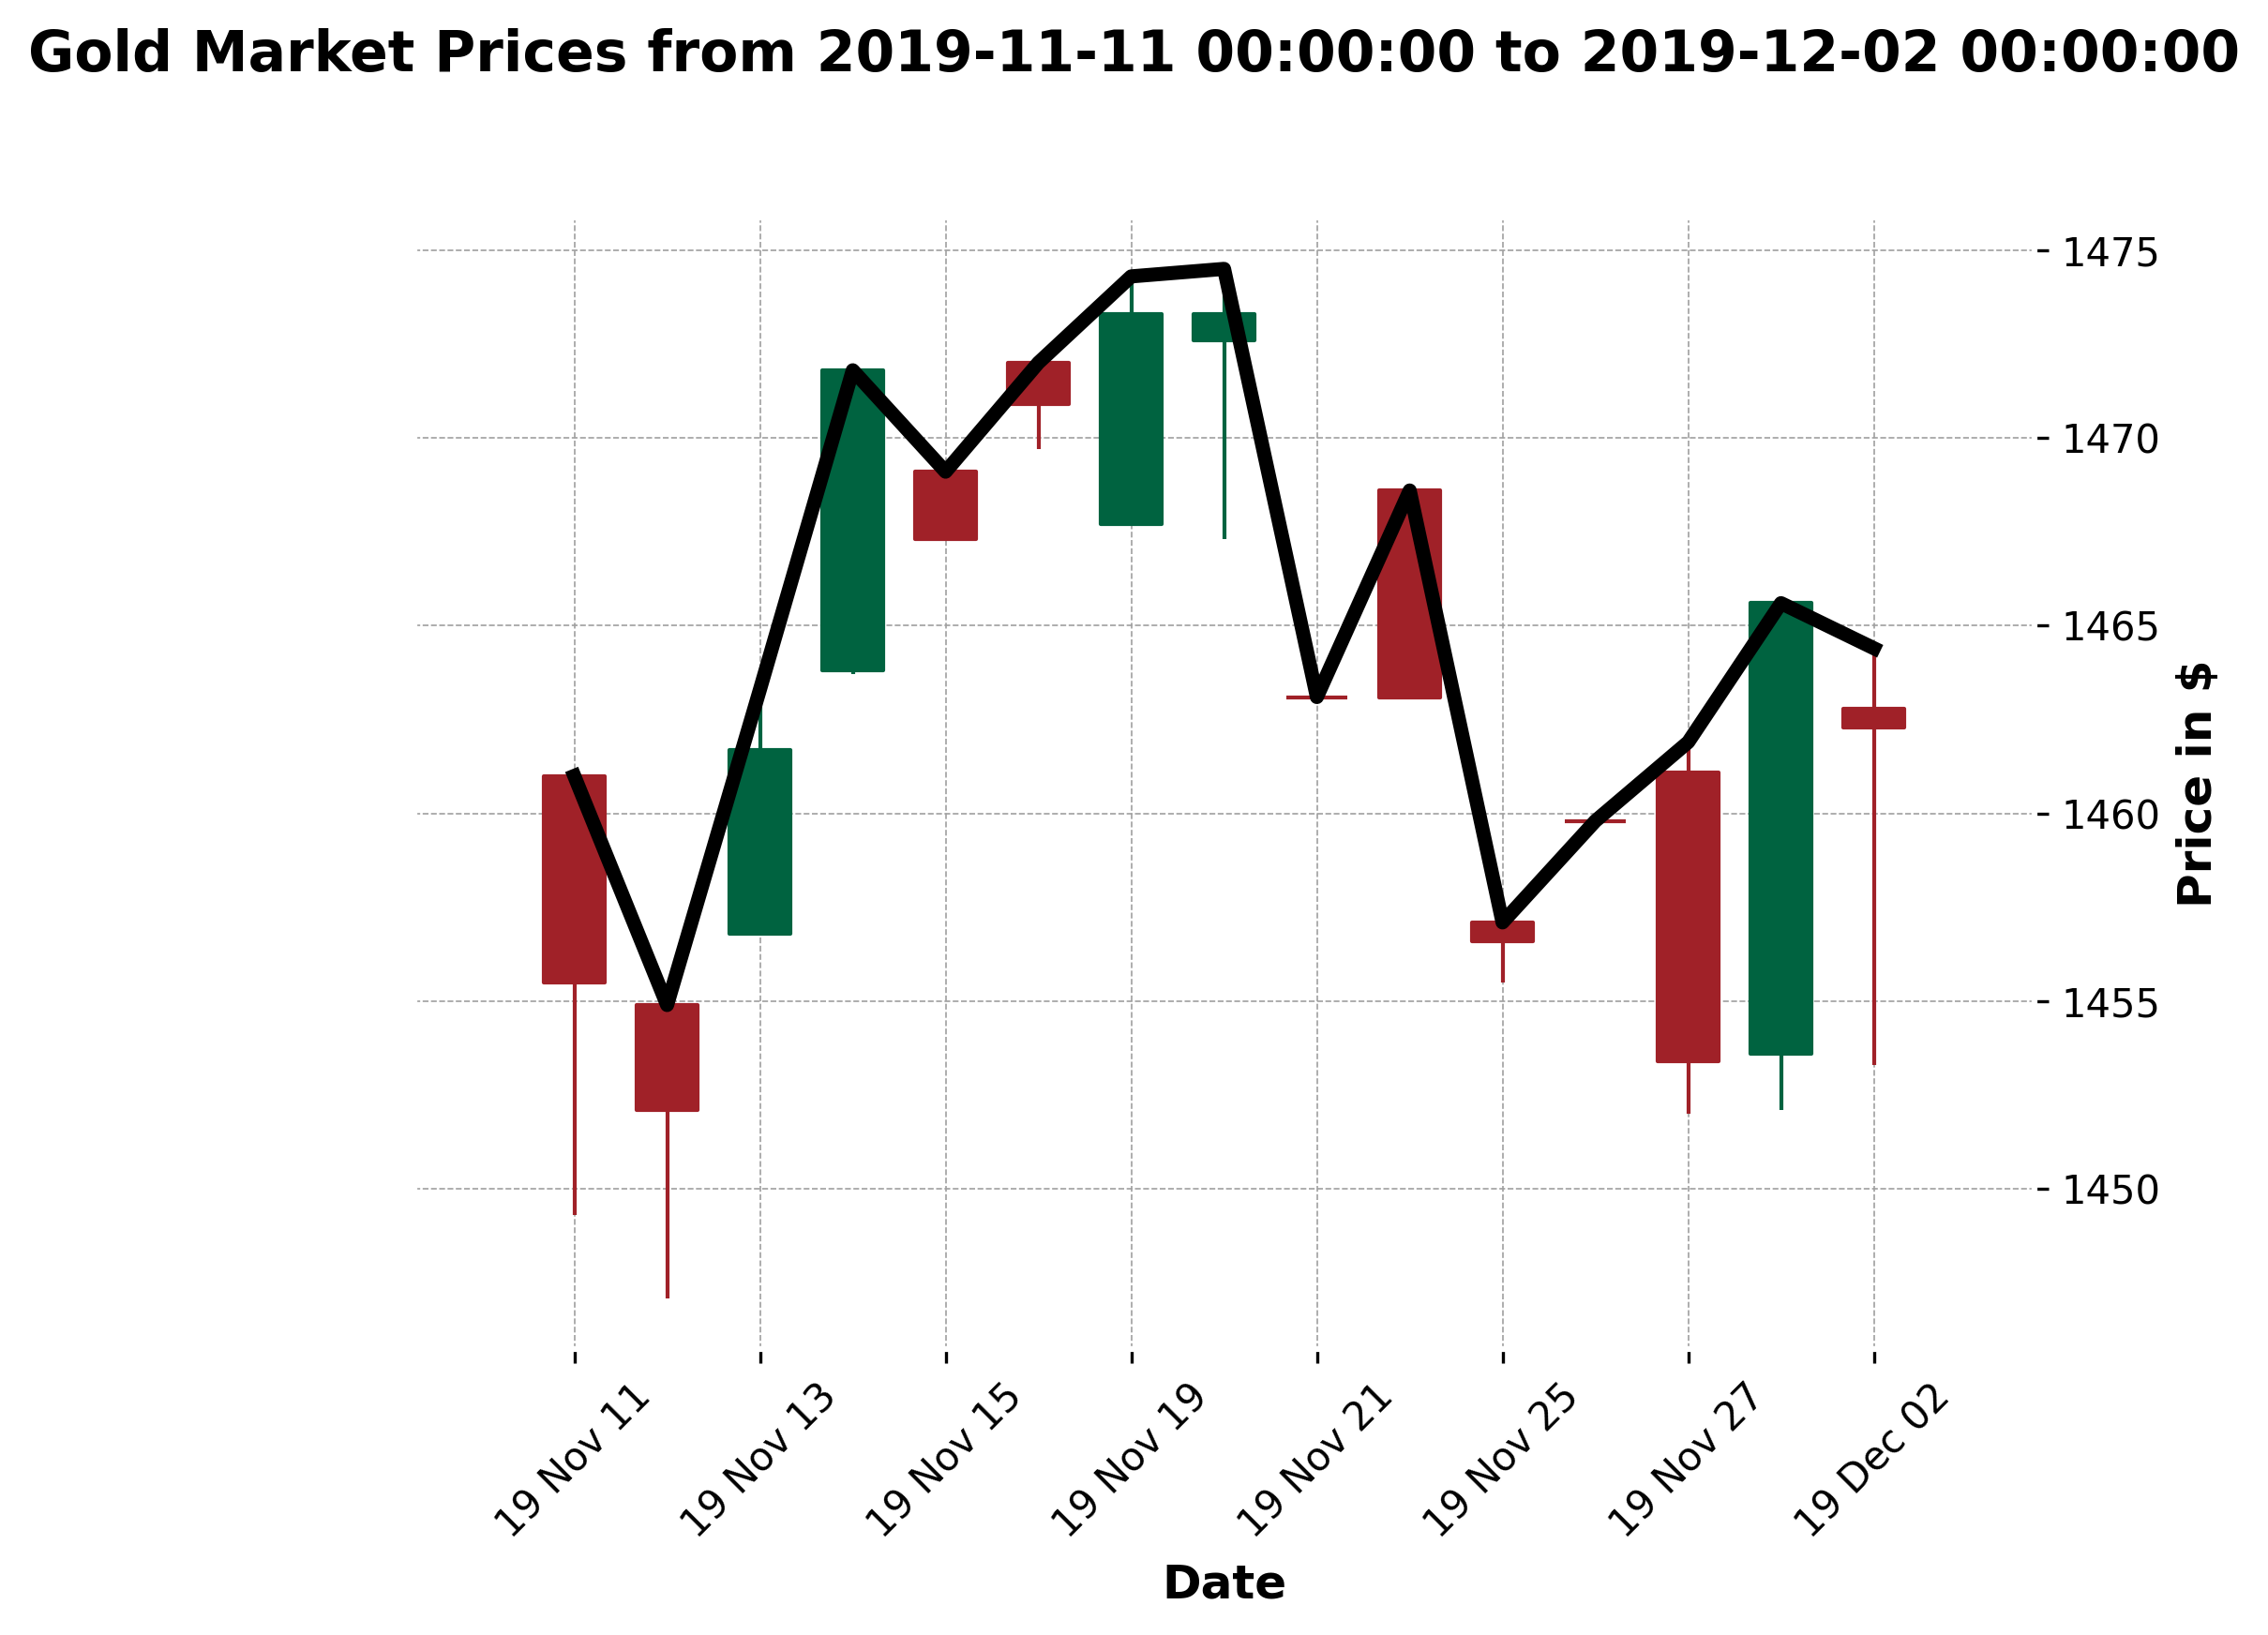 Gold Market Prices from 2019-11-11 00:00:00 to 2019-12-02 00:00:00
1475
1470
1465
1460
1455
1450
Price in $
19 Nov 11
19 Nov 13
19 Nov 15
19 Nov 19
19 Nov 21
19 Nov 25
19 Nov 27
19 Dec 02
Date